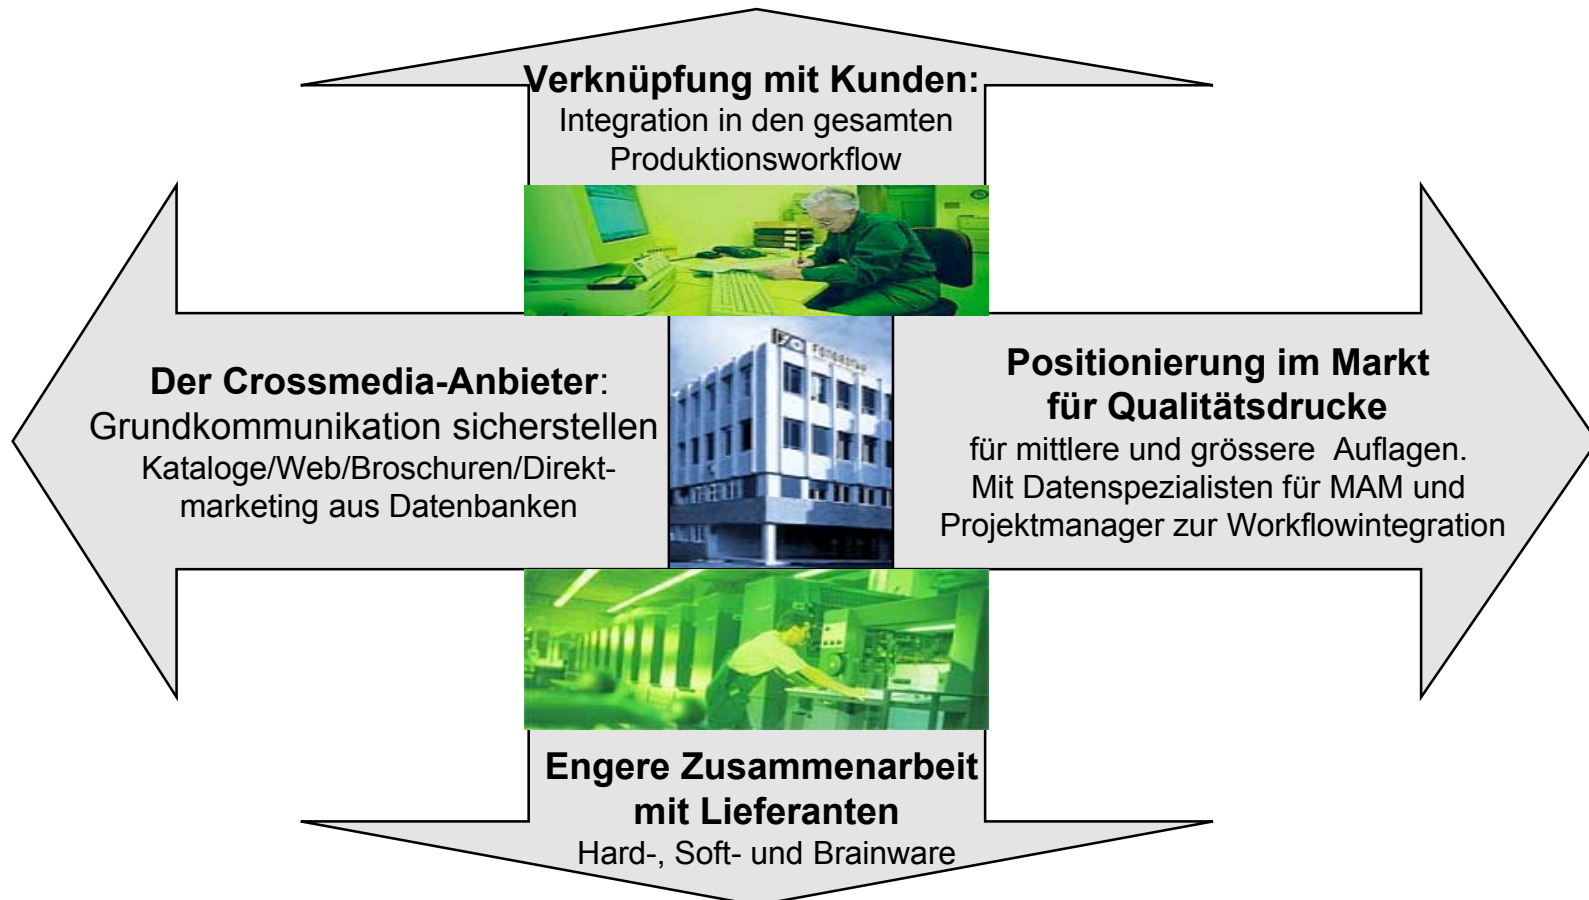 Verknüpfung mit Kunden:
Integration in den gesamten
Produktionsworkflow
Der Crossmedia-Anbieter:
Grundkommunikation sicherstellen
Kataloge/Web/Broschuren/Direkt-
marketing aus Datenbanken
Positionierung im Markt
für Qualitätsdrucke
für mittlere und grössere Auflagen.
Mit Datenspezialisten für MAM und
Projektmanager zur Workflowintegration
Engere Zusammenarbeit
mit Lieferanten
Hard-, Soft- und Brainware